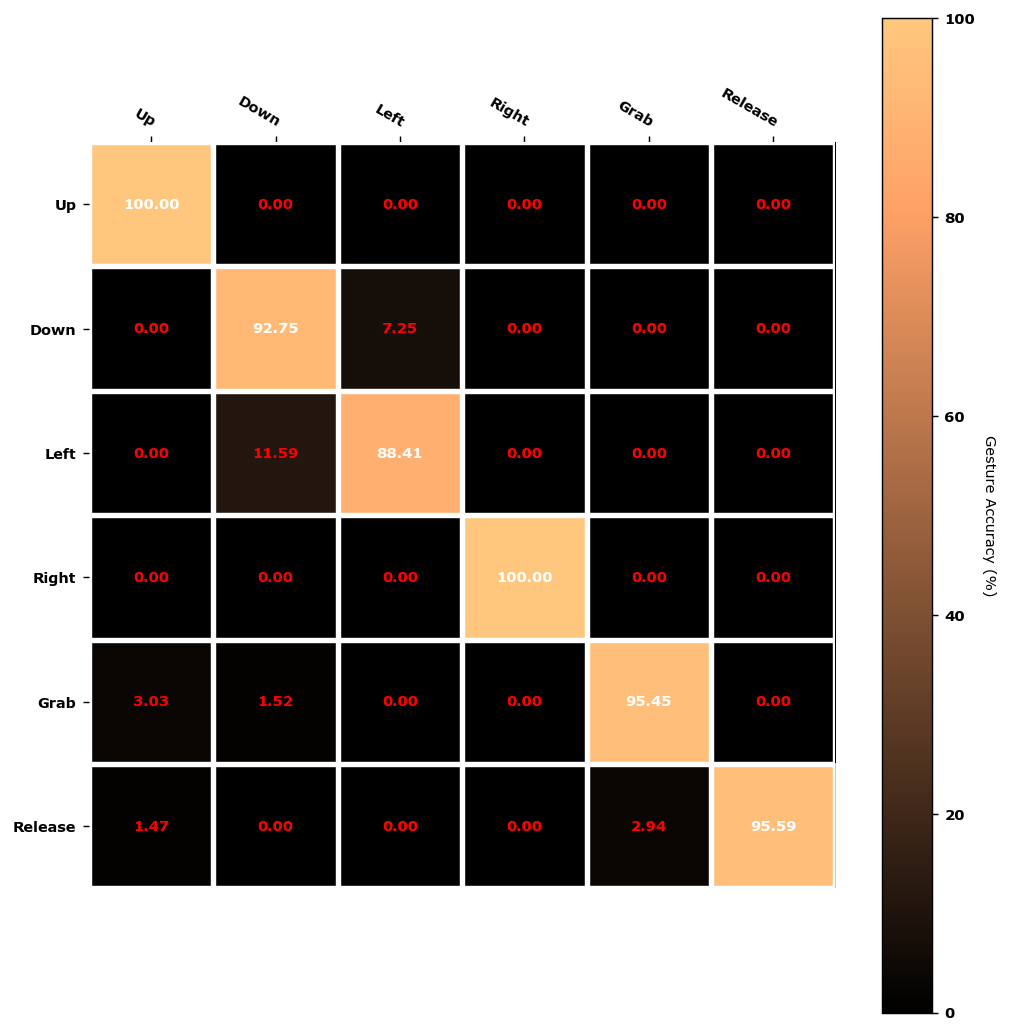 100
Up Down Left Right Grab Release
Up 100.00 0.00 0.00 0.00 0.00 0.00
80
Down 0.00 92.75 7.25 0.00 0.00 0.00
60
Left 0.00 11.59 88.41 0.00 0.00 0.00
Gesture Accuracy (%)
Right 0.00 0.00 0.00 100.00 0.00 0.00
40
Grab 3.03 1.52 0.00 0.00 95.45 0.00
20
Release 1.47 0.00 0.00 0.00 2.94 95.59
0